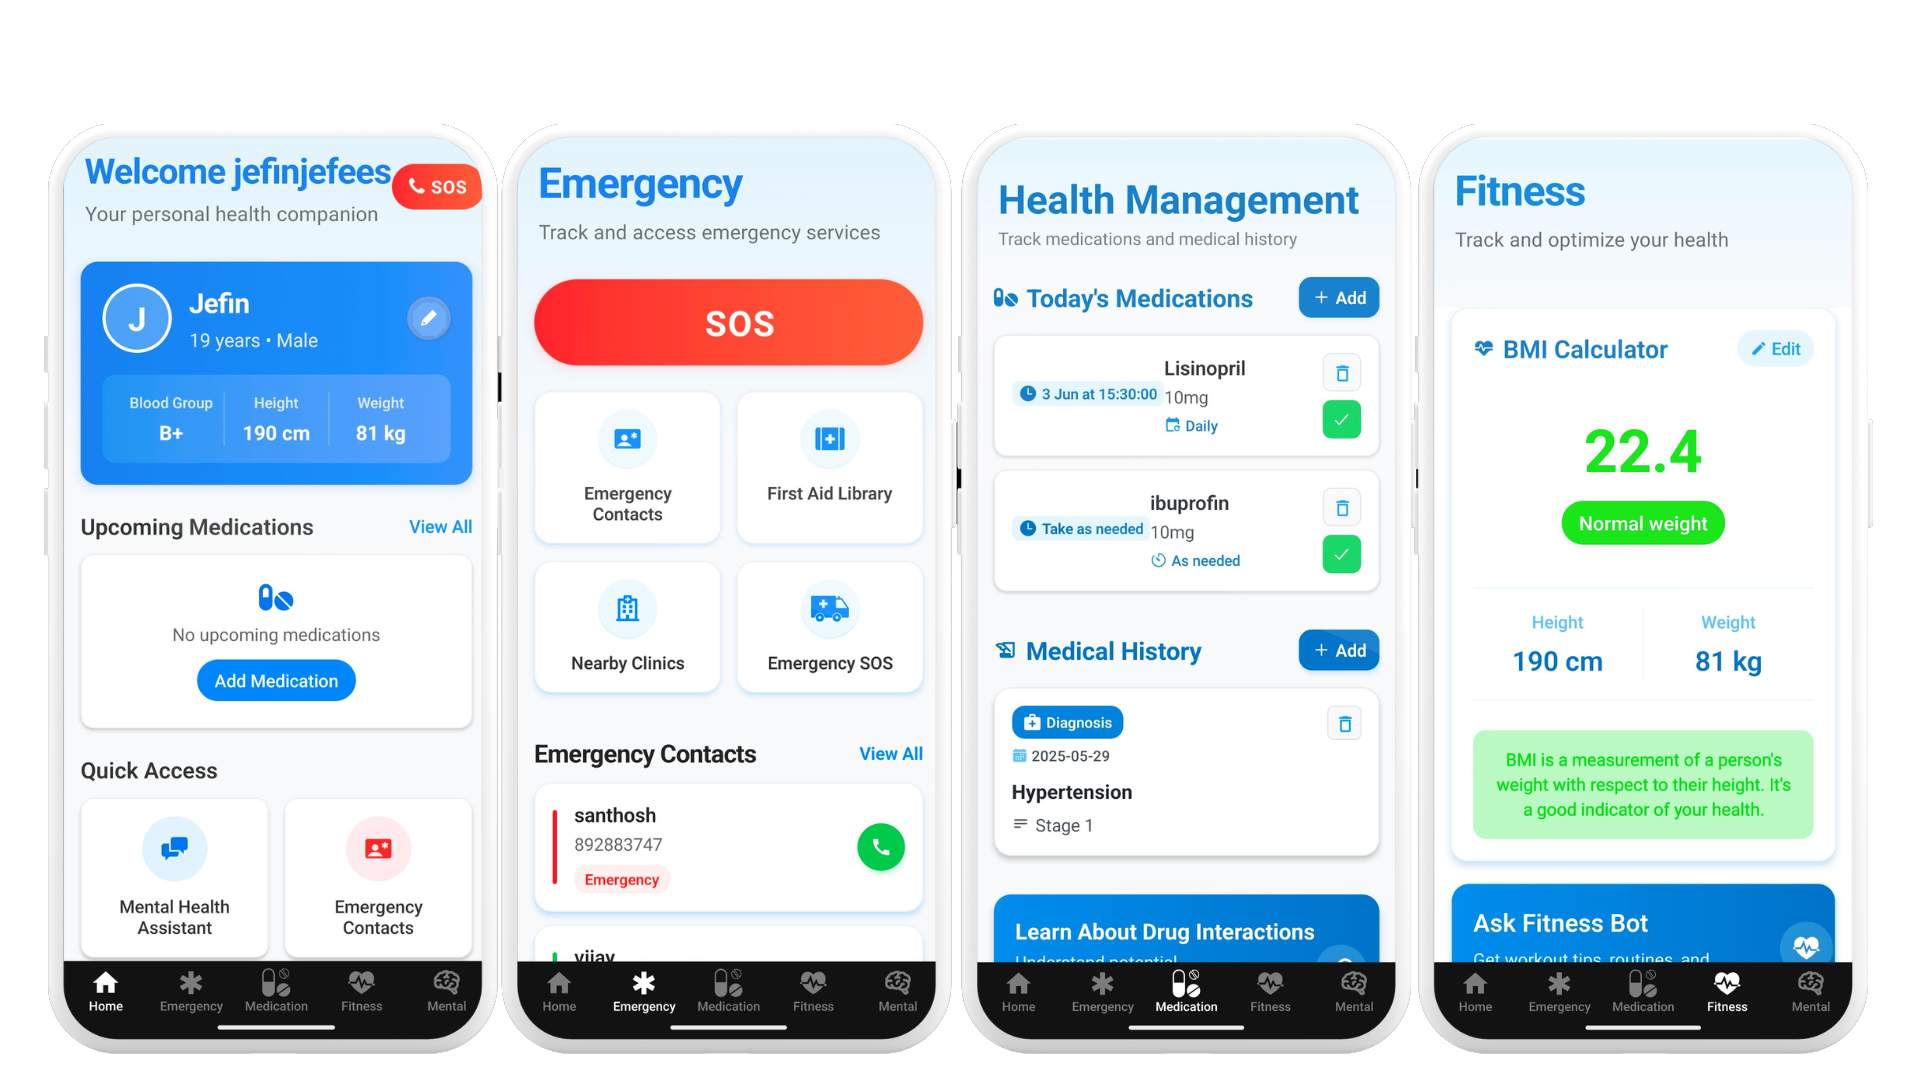 Welcome jefinjefees
SOS
Your personal health companion
J
Jefin
19 years • Male
Blood Group
Height
Weight
B+
190 cm
81 kg
Upcoming Medications
View All
No upcoming medications
Add Medication
Quick Access
Mental Health
Assistant
Emergency
Contacts
Home
Emergency
Medication
Fitness
Mental
Emergency
Track and access emergency services
SOS
Emergency
Contacts
First Aid Library
Nearby Clinics
Emergency SOS
Emergency Contacts
View All
santhosh
892883747
Emergency
vijay
Home
Emergency
Medication
Fitness
Mental
Health Management
Track medications and medical history
Today's Medications
+ Add
3 Jun at 15:30:00
Lisinopril
10mg
Daily
Take as needed
ibuprofin
10mg
As needed
Medical History
+ Add
Diagnosis
2025-05-29
Hypertension
Stage 1
Learn About Drug Interactions
Understand potential
Home
Emergency
Medication
Fitness
Mental
Fitness
Track and optimize your health
BMI Calculator
Edit
22.4
Normal weight
Height
Weight
190 cm
81 kg
BMI is a measurement of a person's
weight with respect to their height. It's
a good indicator of your health.
Ask Fitness Bot
Get workout tips, routines, and
Home
Emergency
Medication
Fitness
Mental